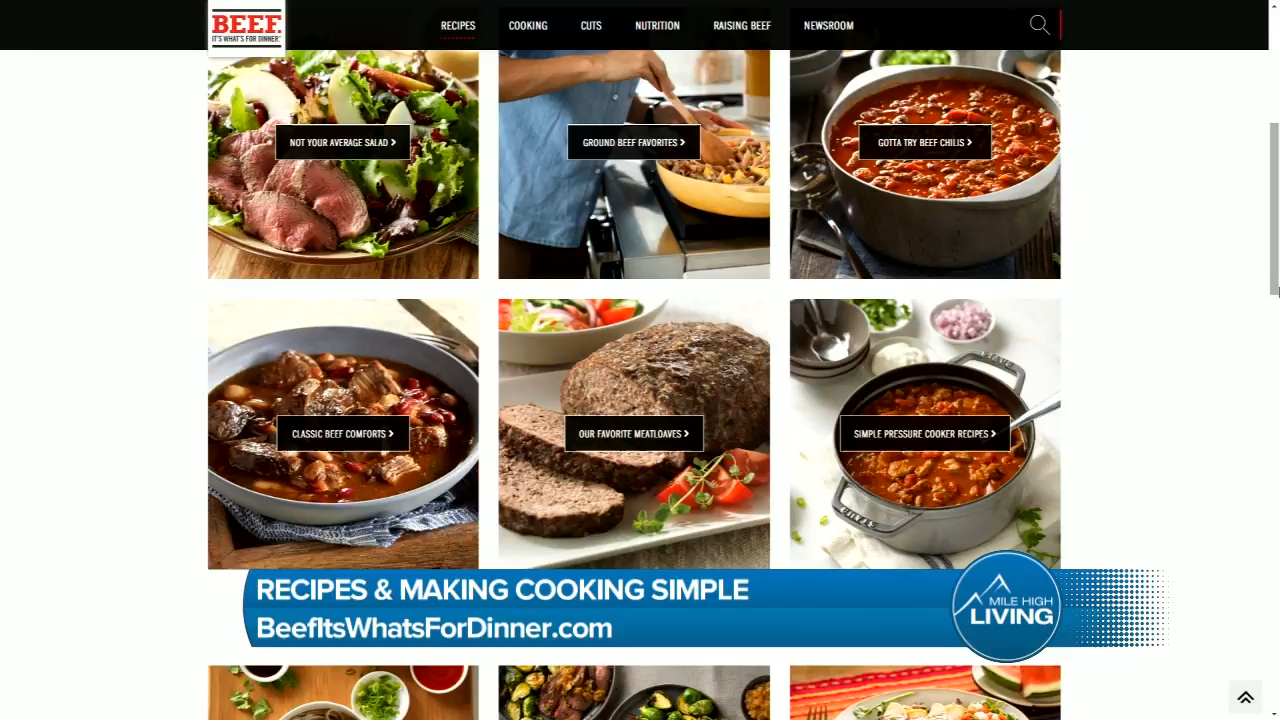 BEEF.
IT'S WHAT'S FOR DINNER.
RECIPES
COOKING
CUTS
NUTRITION
RAISING BEEF
NEWSROOM
NOT YOUR AVERAGE SALAD
GROUND BEEF FAVORITES
GOTTA TRY BEEF CHILIS
CLASSIC BEEF COMFORTS
OUR FAVORITE MEATLOAVES
SIMPLE PRESSURE COOKER RECIPES
STAUB
RECIPES & MAKING COOKING SIMPLE
BeefItsWhatsForDinner.com
MILE HIGH
LIVING